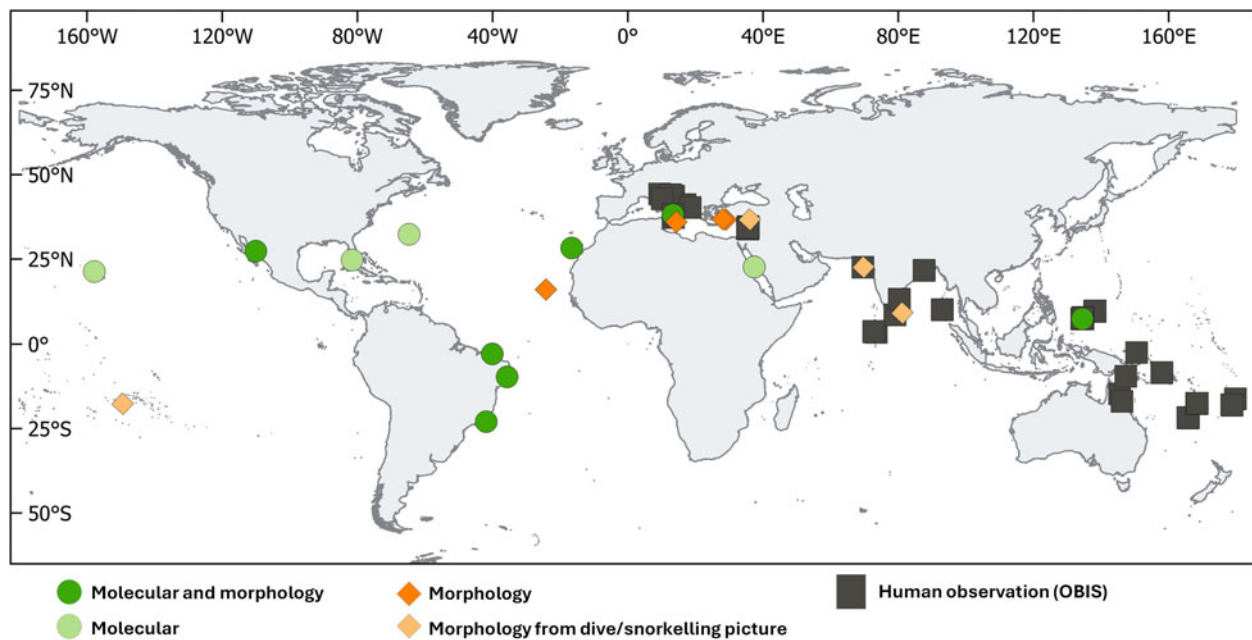 160°W 120°W 80°W 40°W 0° 40°E 80°E 120°E 160°E
75°N
50°N
25°N
0°
25°S
50°S
Molecular and morphology
Morphology
Human observation (OBIS)
Molecular
Morphology from dive/snorkelling picture